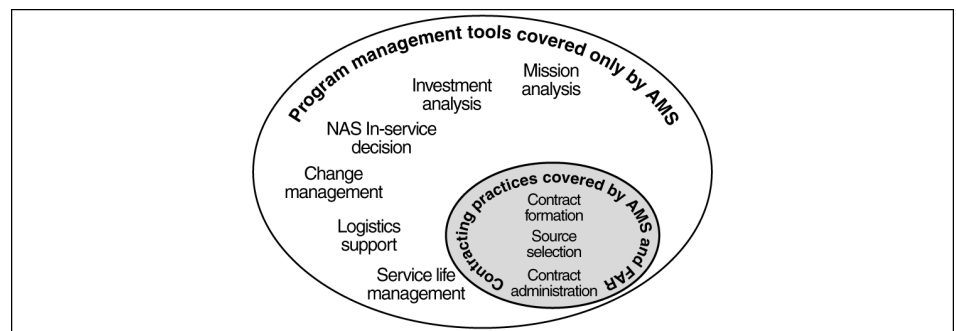 Program management tools covered only by AMS
Mission
analysis
Investment
analysis
NAS In-service
decision
Change
management
Logistics
support
Service life
management
Contracting practices covered by AMS and FAR
Contract
formation
Source
selection
Contract
administration